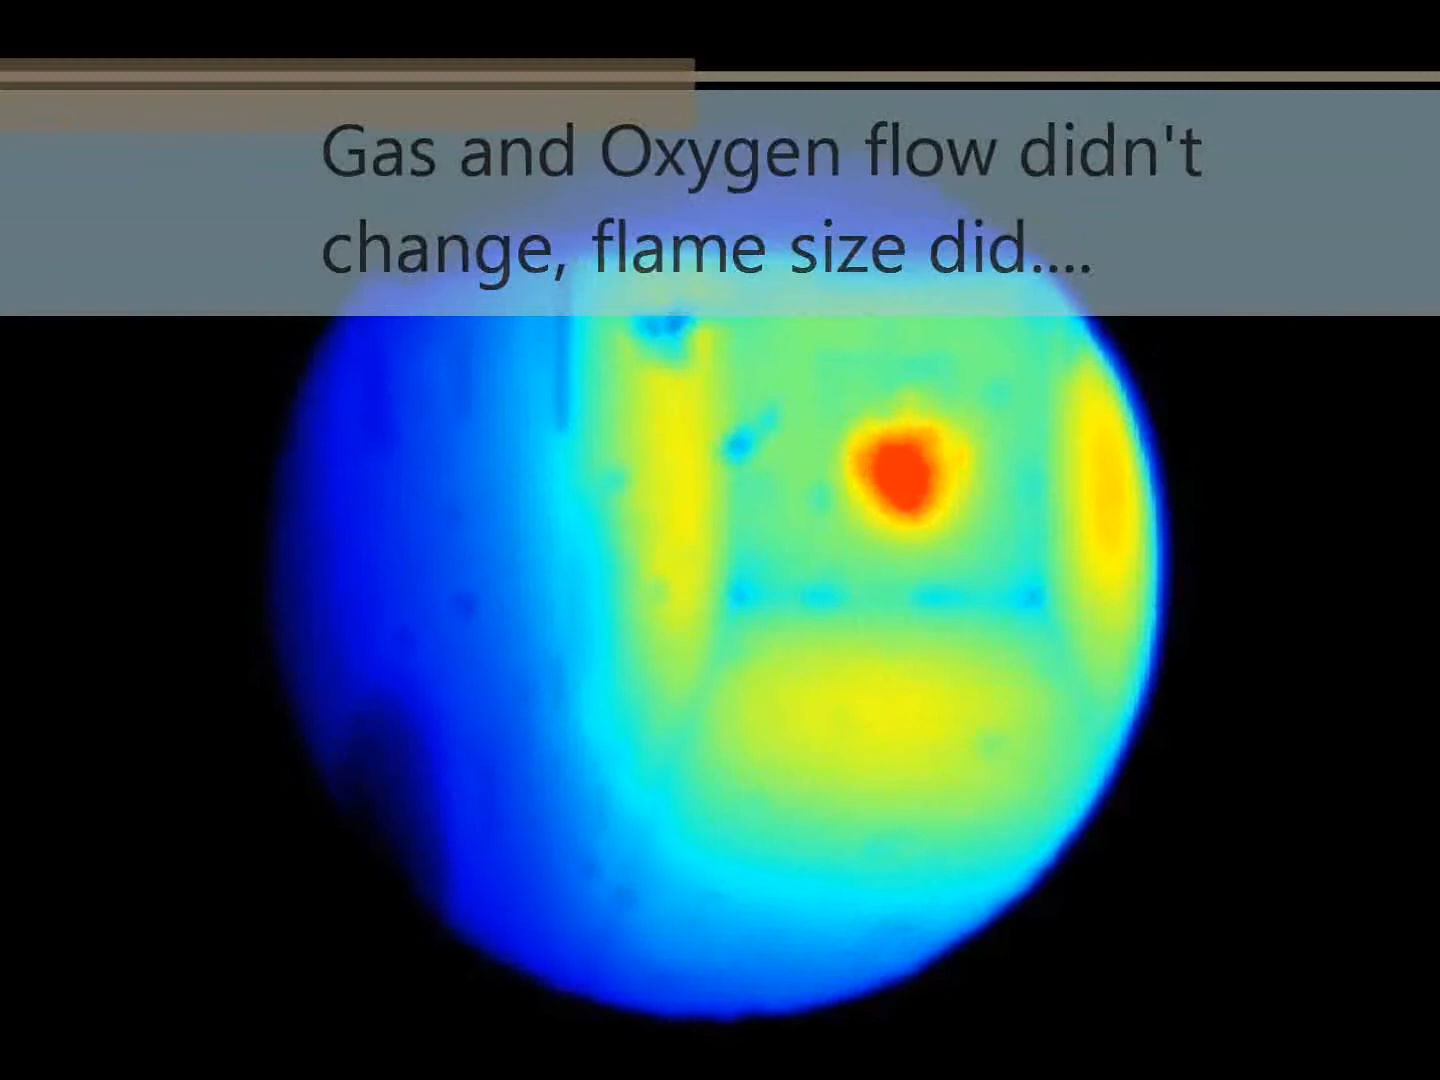 Gas and Oxygen flow didn't
change, flame size did....